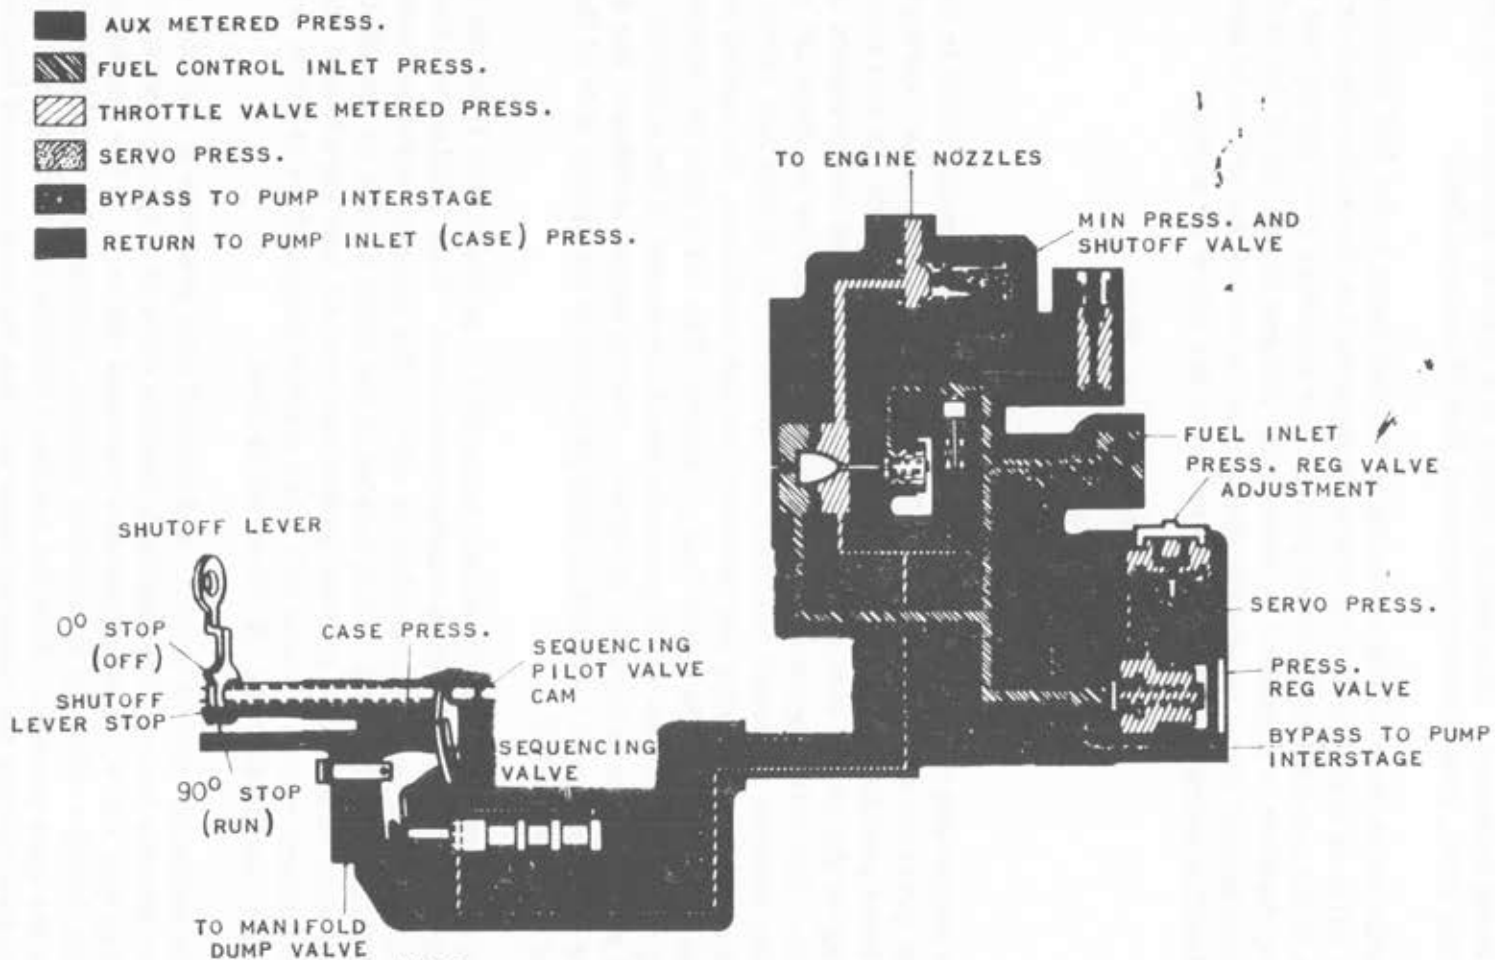 AUX METERED PRESS.
FUEL CONTROL INLET PRESS.
THROTTLE VALVE METERED PRESS.
SERVO PRESS.
BYPASS TO PUMP INTERSTAGE
RETURN TO PUMP INLET (CASE) PRESS.
TO ENGINE NOZZLES
MIN PRESS. AND
SHUTOFF VALVE
FUEL INLET
PRESS. REG VALVE
ADJUSTMENT
SERVO PRESS.
PRESS.
REG VALVE
BYPASS TO PUMP
INTERSTAGE
SHUTOFF LEVER
0° STOP
(OFF)
CASE PRESS.
SEQUENCING
PILOT VALVE
CAM
SHUTOFF
LEVER STOP
SEQUENCING
VALVE
90° STOP
(RUN)
TO MANIFOLD
DUMP VALVE